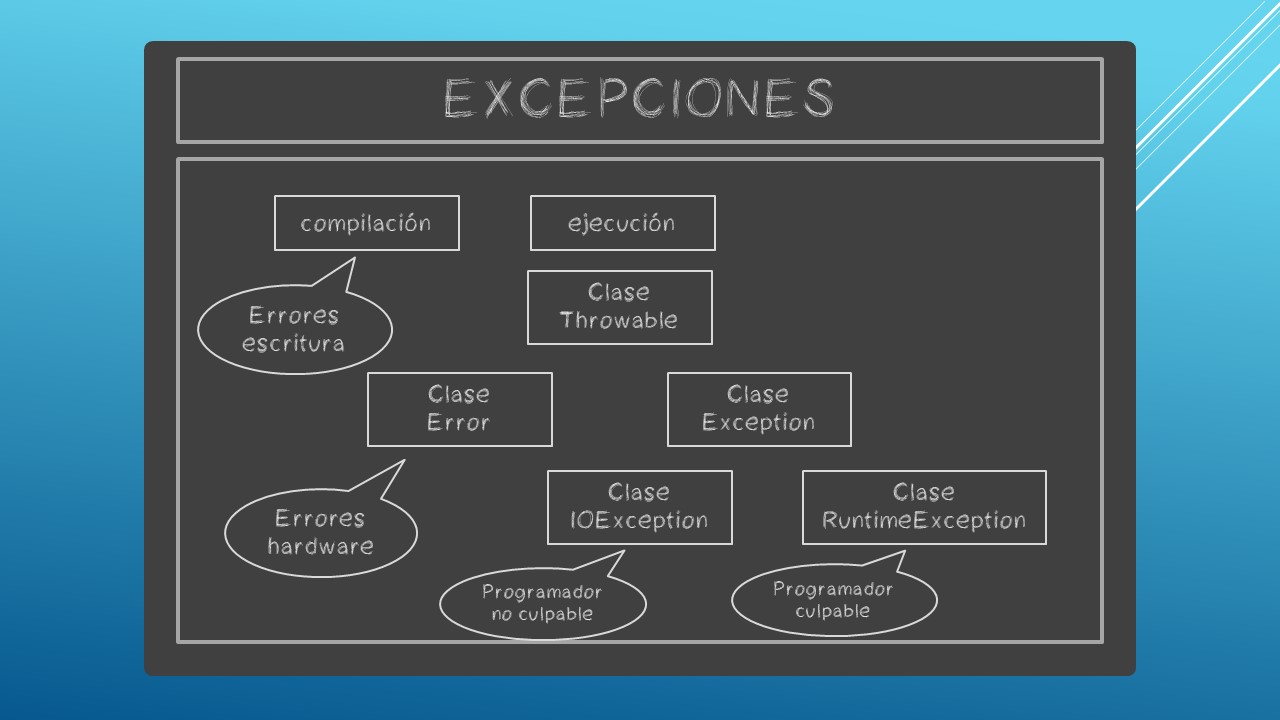 EXCEPCIONES
compilación
ejecución
Errores
escritura
Clase
Throwable
Clase
Error
Clase
Exception
Errores
hardware
Clase
IOException
Clase
RuntimeException
Programador
no culpable
Programador
culpable